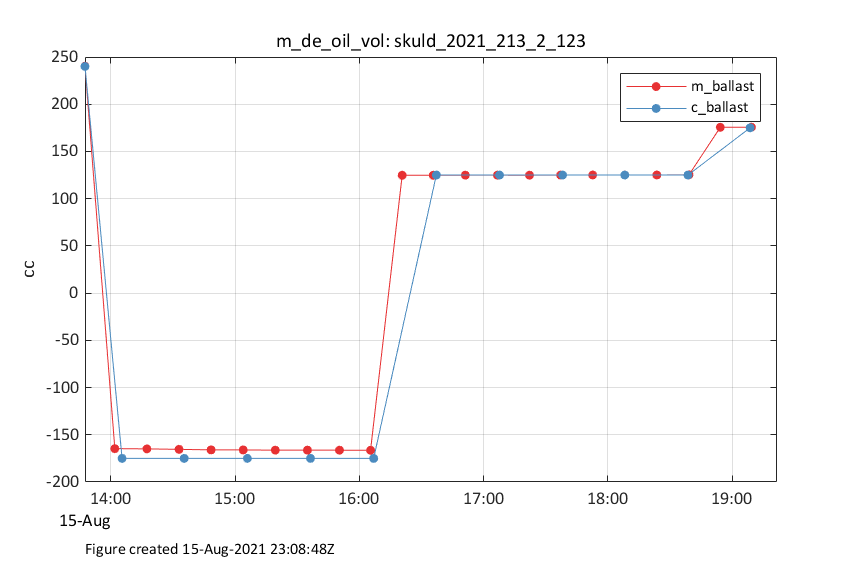 m_de_oil_vol: skuld_2021_213_2_123
250
200
150
100
50
0
-50
-100
-150
-200
cc
m_ballast
c_ballast
14:00 15:00 16:00 17:00 18:00 19:00
15-Aug
Figure created 15-Aug-2021 23:08:48Z